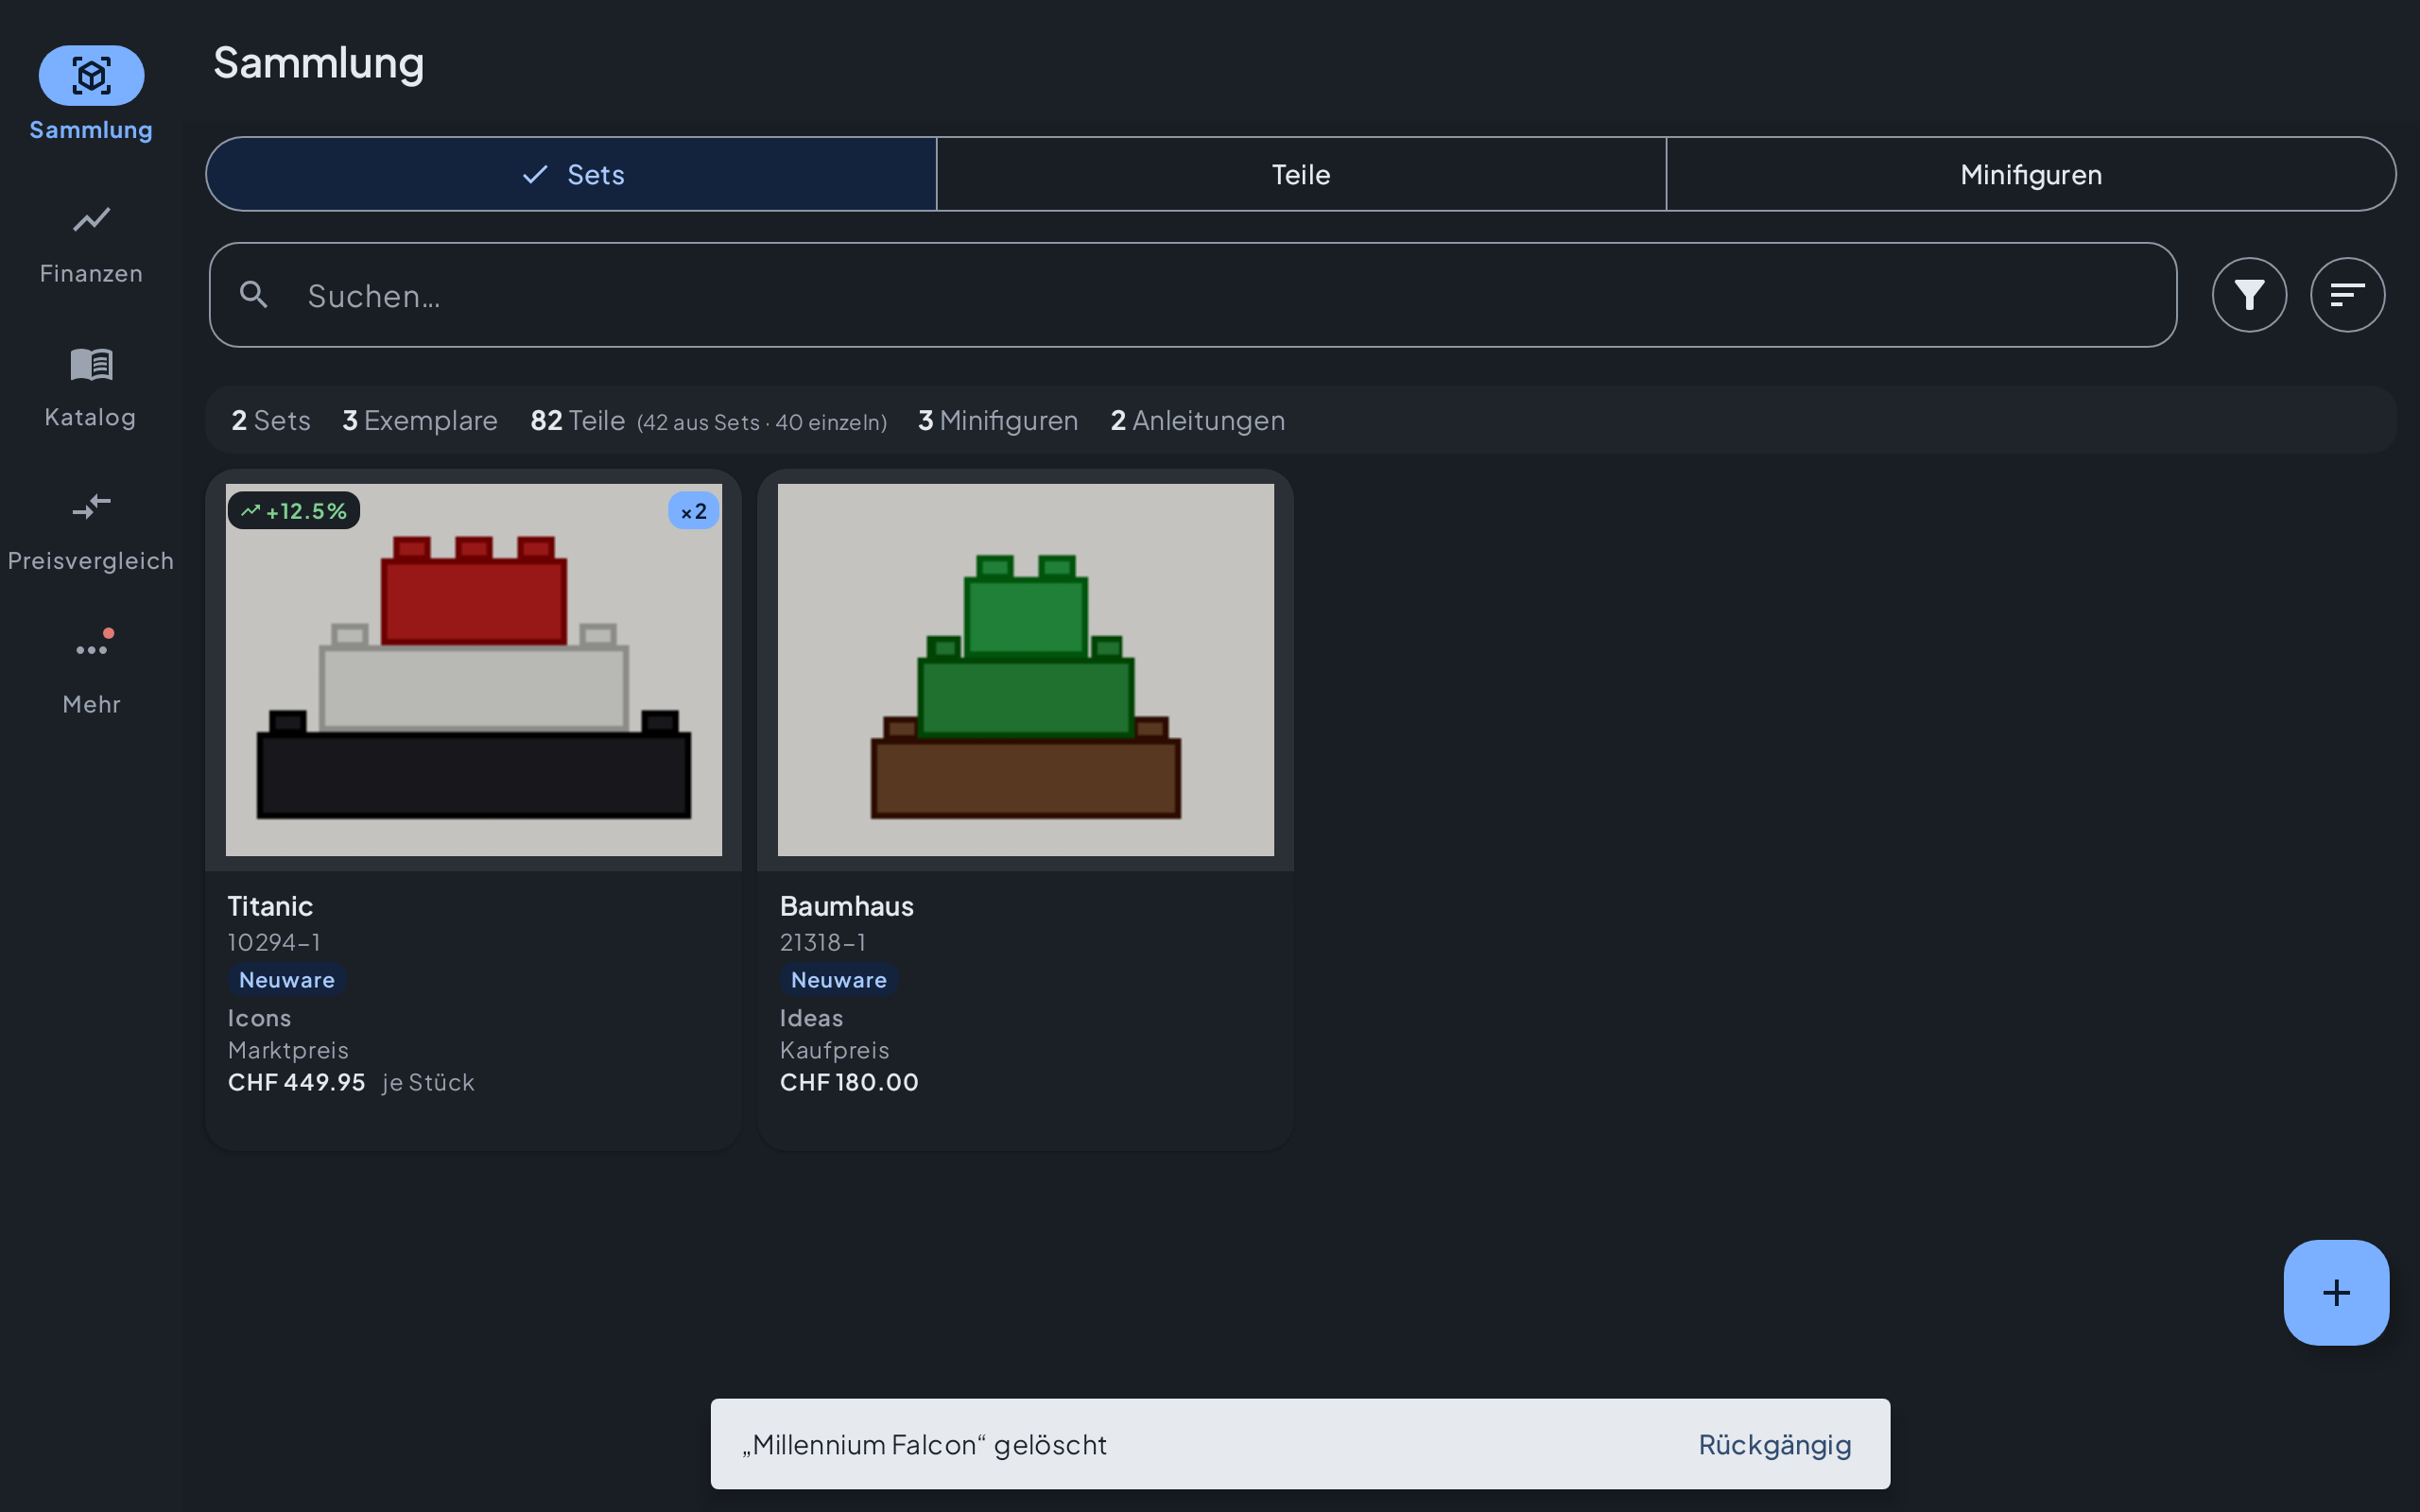 Sammlung
Sammlung
Finanzen
Katalog
Preisvergleich
Mehr
Sets
Teile
Minifiguren
Suchen...
2 Sets 3 Exemplare 82 Teile (42 aus Sets · 40 einzeln) 3 Minifiguren 2 Anleitungen
+12.5%
×2
Titanic
10294-1
Neuware
Icons
Marktpreis
CHF 449.95 je Stück
Baumhaus
21318-1
Neuware
Ideas
Kaufpreis
CHF 180.00
„Millennium Falcon“ gelöscht
Rückgängig